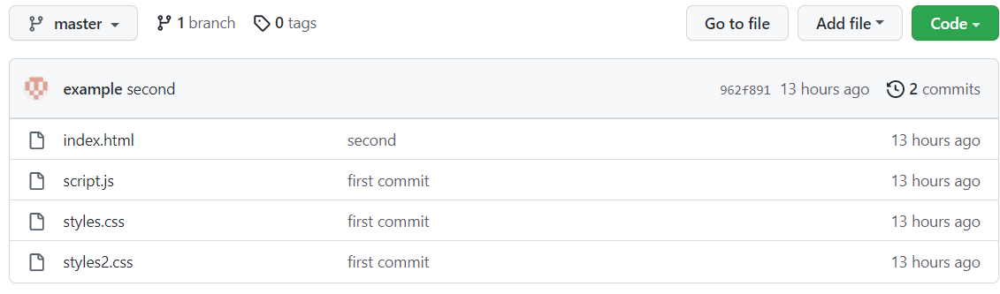 master 1 branch 0 tags Go to file Add file Code
example second 962f891 13 hours ago 2 commits
index.html second 13 hours ago
script.js first commit 13 hours ago
styles.css first commit 13 hours ago
styles2.css first commit 13 hours ago